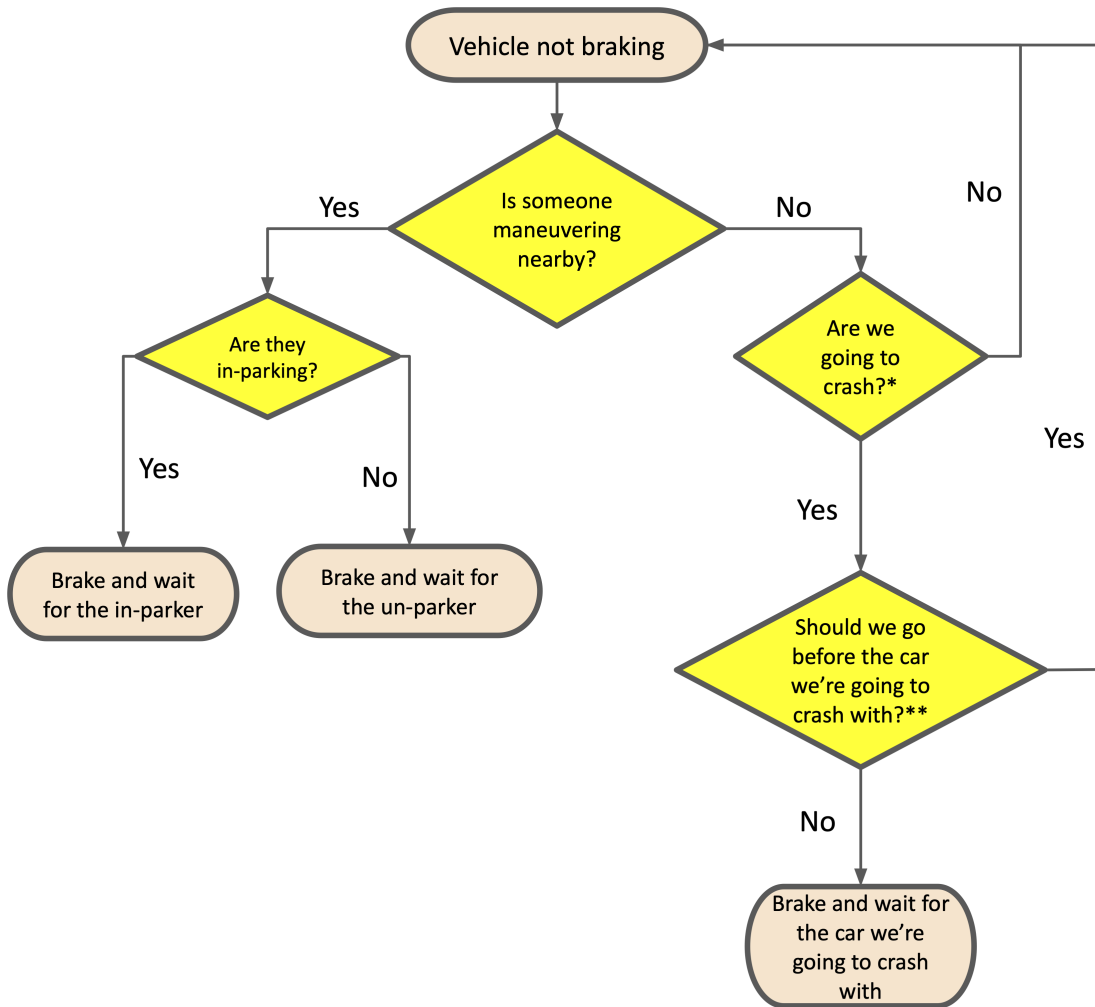 Vehicle not braking
Is someone
maneuvering
nearby?
Yes
No
No
Are they
in-parking?
Are we
going to
crash?*
Yes
No
Yes
Yes
Brake and wait
for the in-parker
Brake and wait for
the un-parker
Should we go
before the car
we’re going to
crash with?**
No
Brake and wait for
the car we’re
going to crash
with